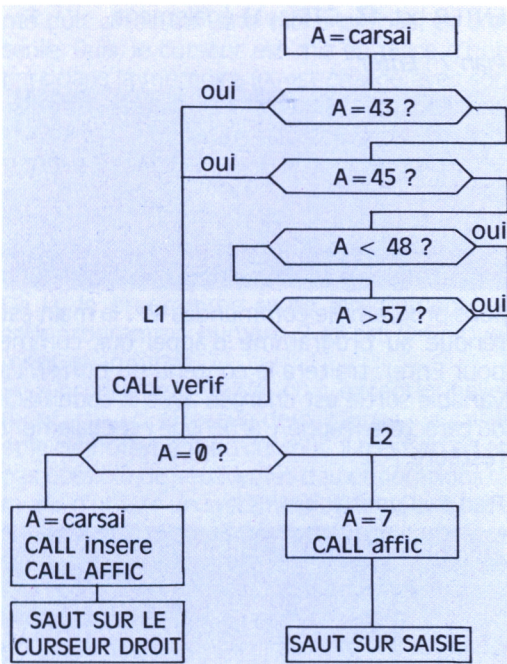 A=carsai
oui
A=43 ?
oui
A=45 ?
oui
A < 48 ?
oui
A >57 ?
L1
CALL verif
L2
A=0 ?
A=carsai
CALL insere
CALL AFFIC
A=7
CALL affic
SAUT SUR LE
CURSEUR DROIT
SAUT SUR SAISIE